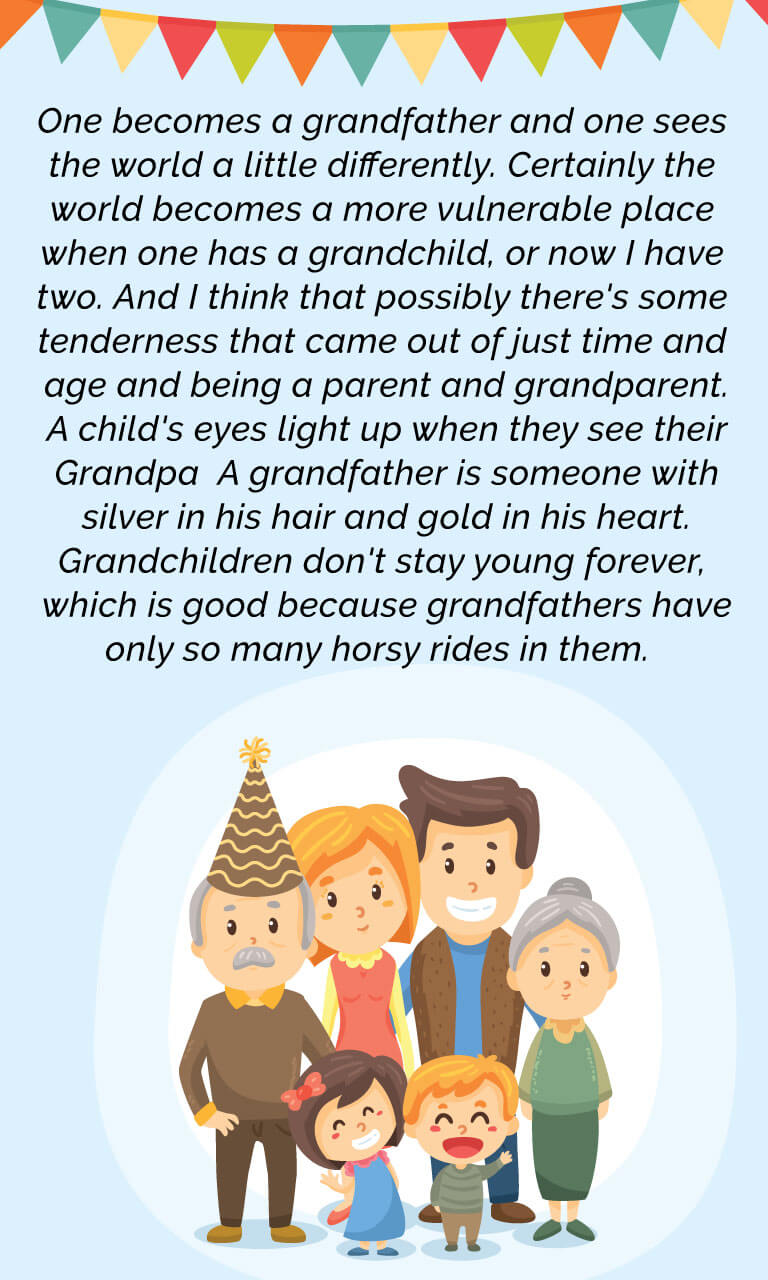 One becomes a grandfather and one sees
the world a little differently. Certainly the
world becomes a more vulnerable place
when one has a grandchild, or now I have
two. And I think that possibly there's some
tenderness that came out of just time and
age and being a parent and grandparent.
A child's eyes light up when they see their
Grandpa  A grandfather is someone with
silver in his hair and gold in his heart.
Grandchildren don't stay young forever,
which is good because grandfathers have
only so many horsy rides in them.